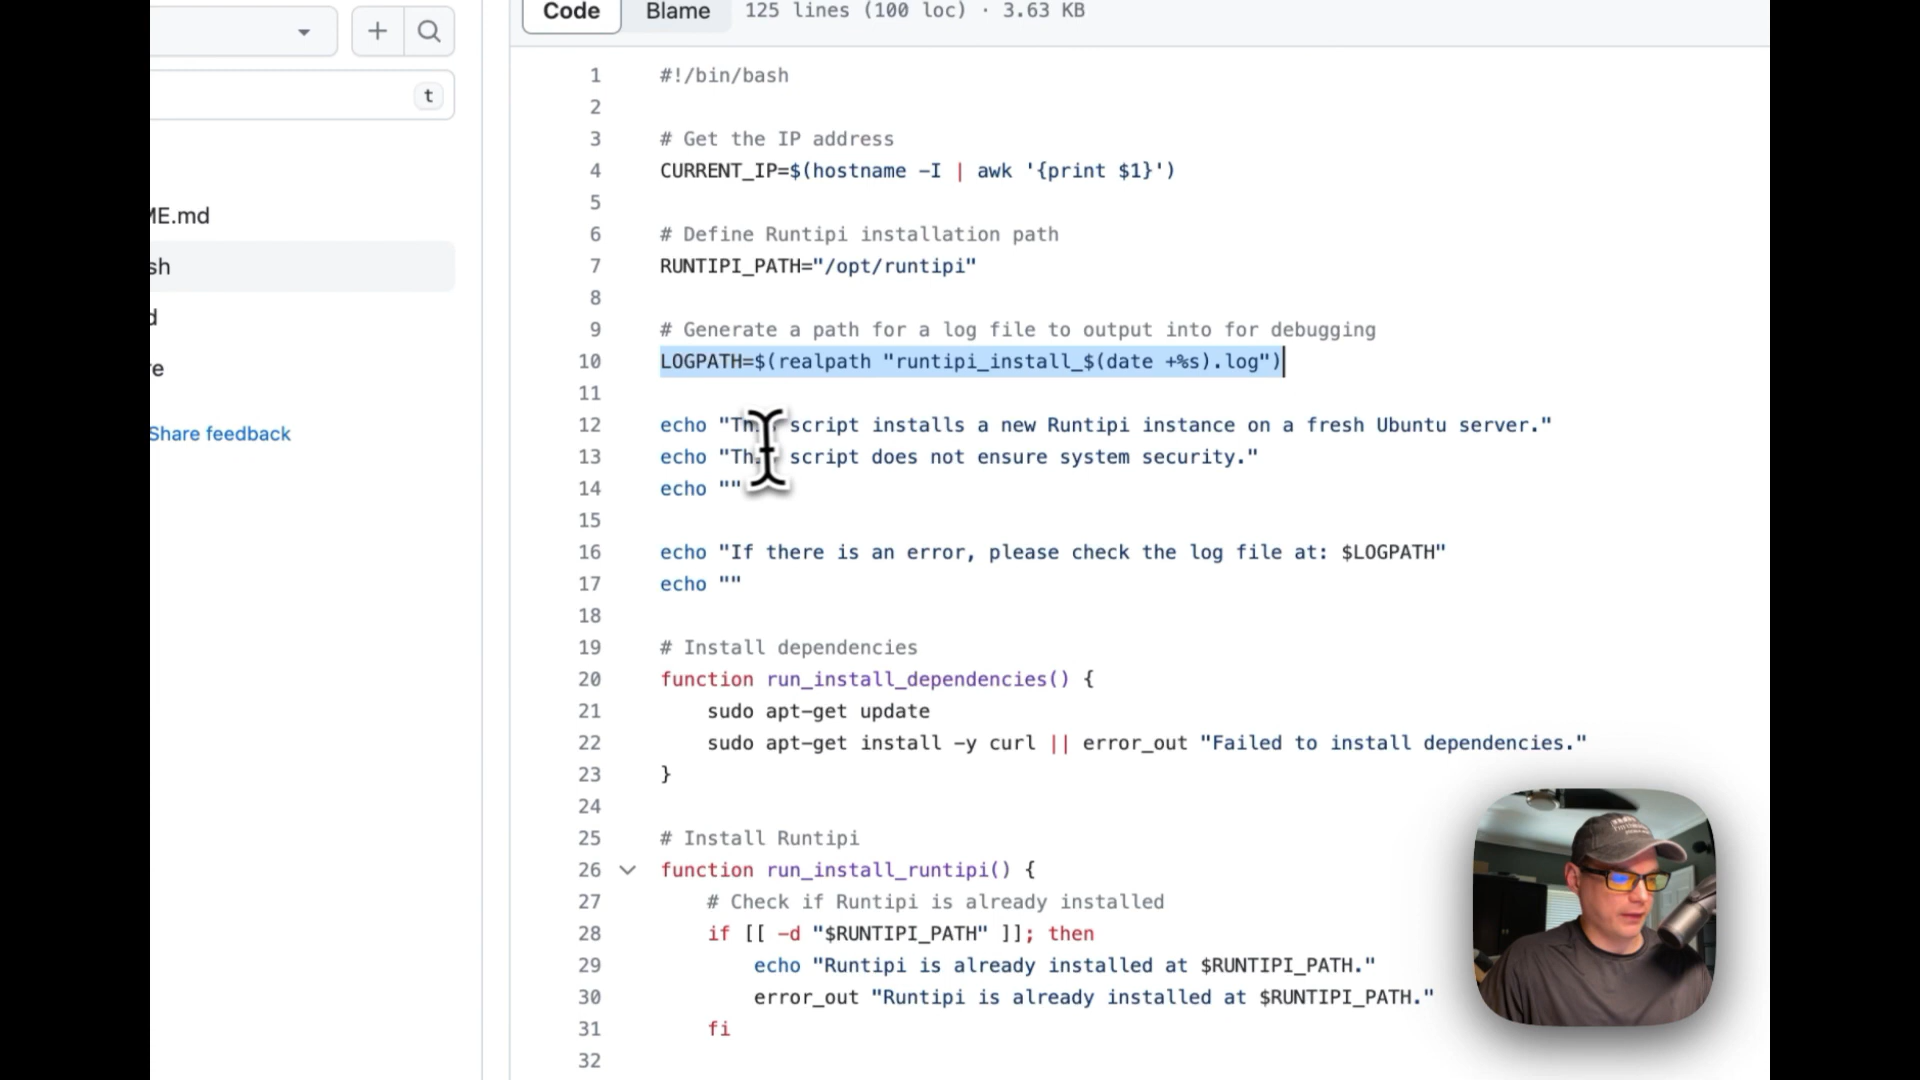 Code Blame 125 lines (100 loc) · 3.63 KB
t
ME.md
sh
d
re
Share feedback
1 #!/bin/bash
2
3 # Get the IP address
4 CURRENT_IP=$(hostname -I | awk '{print $1}')
5
6 # Define Runtipi installation path
7 RUNTIPI_PATH="/opt/runtipi"
8
9 # Generate a path for a log file to output into for debugging
10 LOGPATH=$(realpath "runtipi_install_$(date +%s).log")
11
12 echo "This script installs a new Runtipi instance on a fresh Ubuntu server."
13 echo "This script does not ensure system security."
14 echo ""
15
16 echo "If there is an error, please check the log file at: $LOGPATH"
17 echo ""
18
19 # Install dependencies
20 function run_install_dependencies() {
21     sudo apt-get update
22     sudo apt-get install -y curl || error_out "Failed to install dependencies."
23 }
24
25 # Install Runtipi
26 function run_install_runtipi() {
27     # Check if Runtipi is already installed
28     if [[ -d "$RUNTIPI_PATH" ]]; then
29         echo "Runtipi is already installed at $RUNTIPI_PATH."
30         error_out "Runtipi is already installed at $RUNTIPI_PATH."
31     fi
32